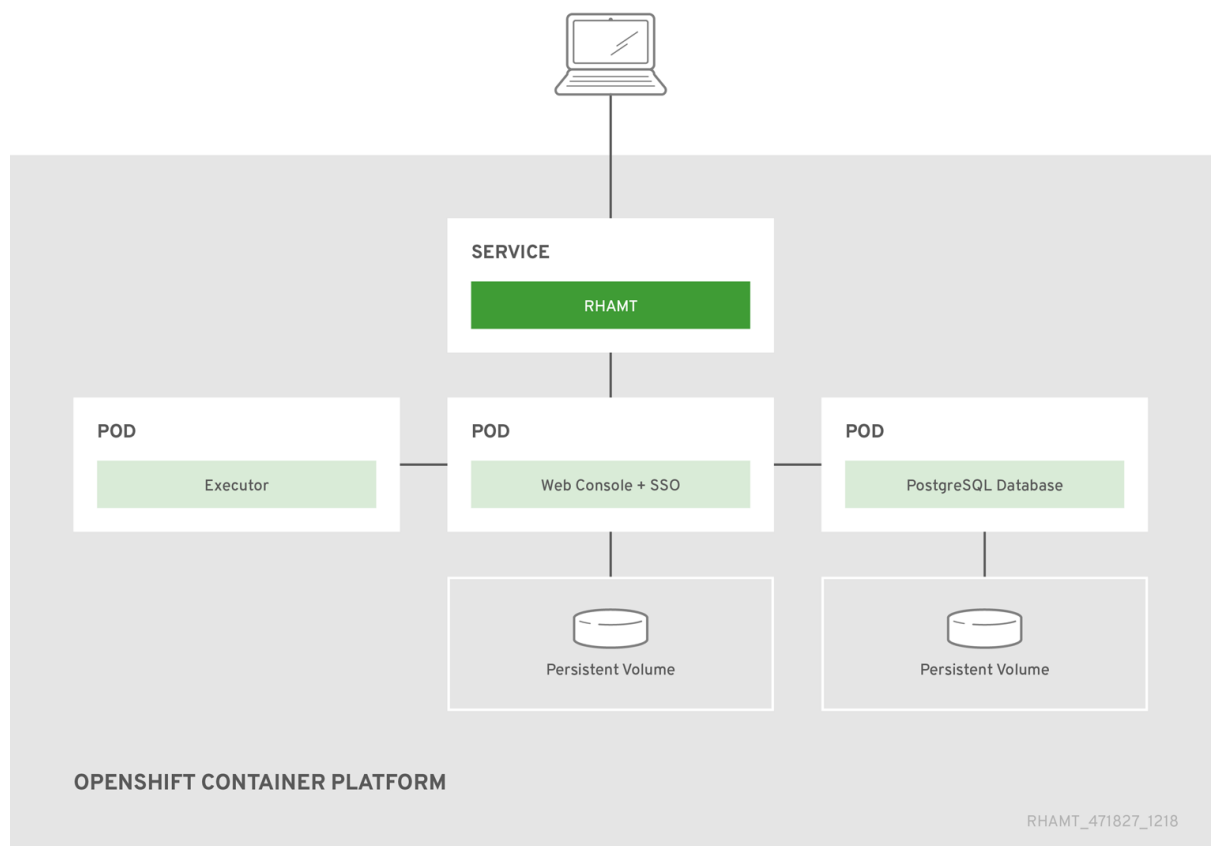 SERVICE
RHAMT
POD
Executor
POD
Web Console + SSO
POD
PostgreSQL Database
Persistent Volume
Persistent Volume
OPENSHIFT CONTAINER PLATFORM
RHAMT_471827_1218